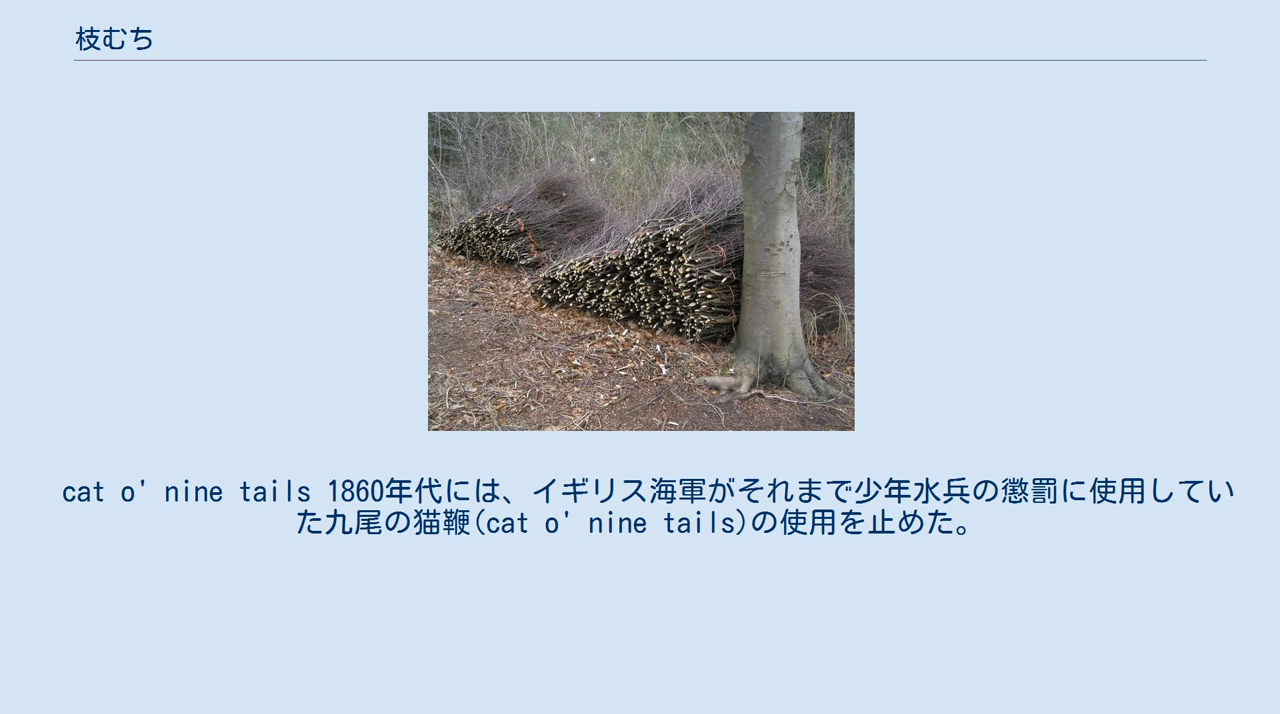 枝むち
cat o' nine tails 1860年代には、イギリス海軍がそれまで少年水兵の懲罰に使用してい
た九尾の猫鞭(cat o' nine tails)の使用を止めた。